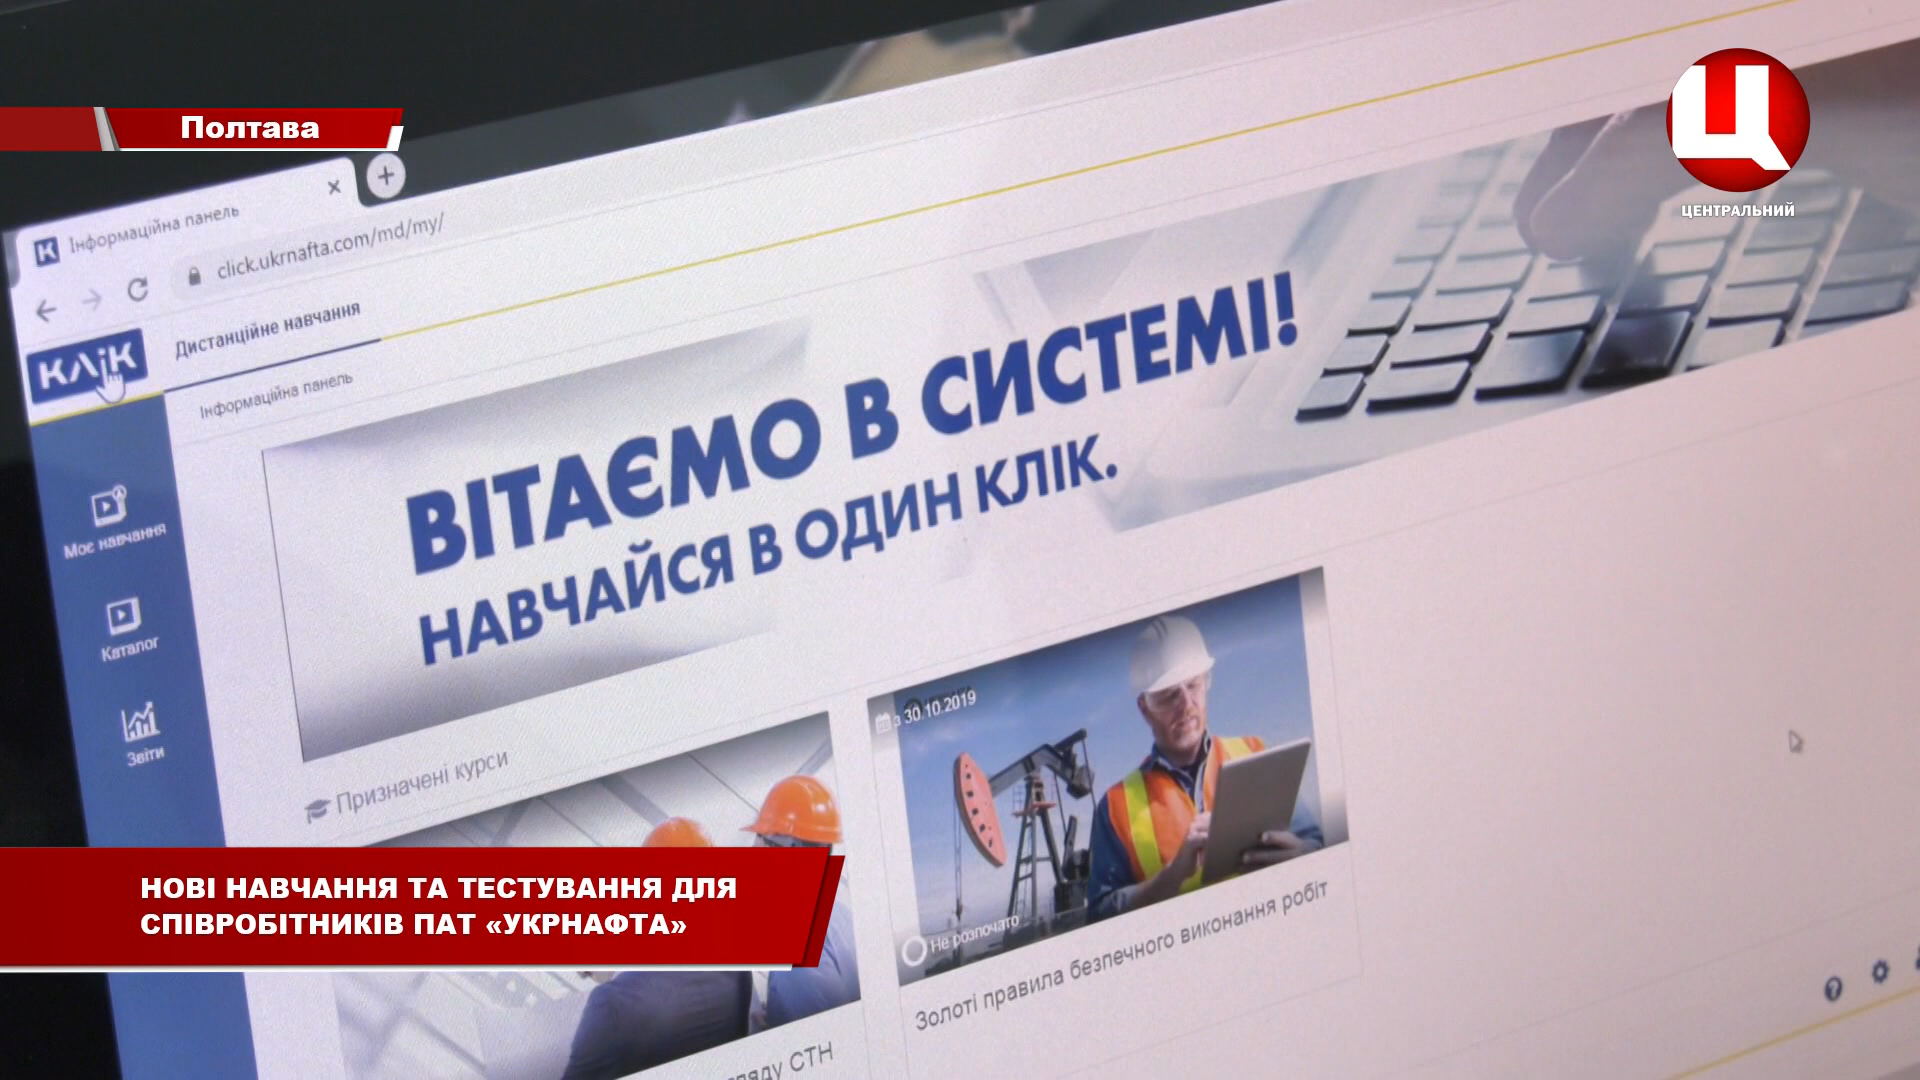 Полтава
Ц
ЦЕНТРАЛЬНИЙ
Інформаційна панель
click.ukrnafta.com/md/my/
КЛіК
Дистанційне навчання
Інформаційна панель
ВІТАЄМО В СИСТЕМІ!
НАВЧАЙСЯ В ОДИН КЛІК.
Моє навчання
Каталог
Звіти
Призначені курси
з 30.10.2019
Не розпочато
Золоті правила безпечного виконання робіт
СТН
НОВІ НАВЧАННЯ ТА ТЕСТУВАННЯ ДЛЯ
СПІВРОБІТНИКІВ ПАТ «УКРНАФТА»